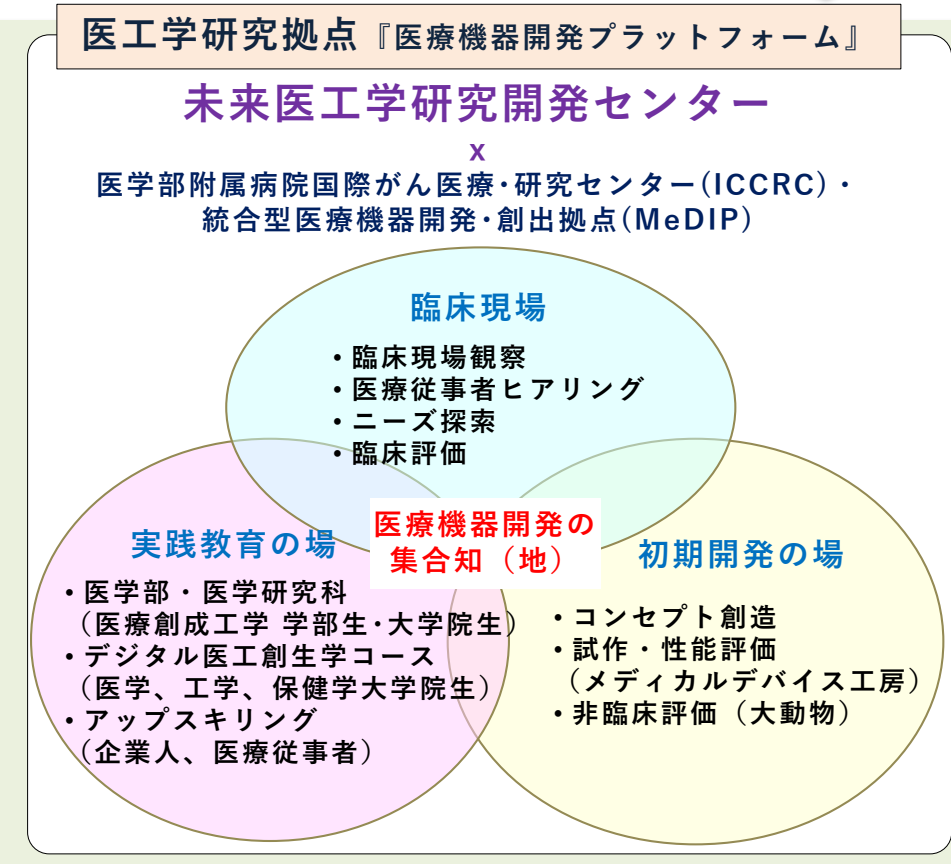 医工学研究拠点『医療機器開発プラットフォーム』
未来医工学研究開発センター
x
医学部附属病院国際がん医療･研究センター(ICCRC)･
統合型医療機器開発･創出拠点(MeDIP)
臨床現場
・臨床現場観察
・医療従事者ヒアリング
・ニーズ探索
・臨床評価
医療機器開発の
集合知（地）
実践教育の場
・医学部・医学研究科
（医療創成工学 学部生･大学院生）
・デジタル医工創生学コース
（医学、工学、保健学大学院生）
・アップスキリング
（企業人、医療従事者）
初期開発の場
・コンセプト創造
・試作・性能評価
（メディカルデバイス工房）
・非臨床評価（大動物）